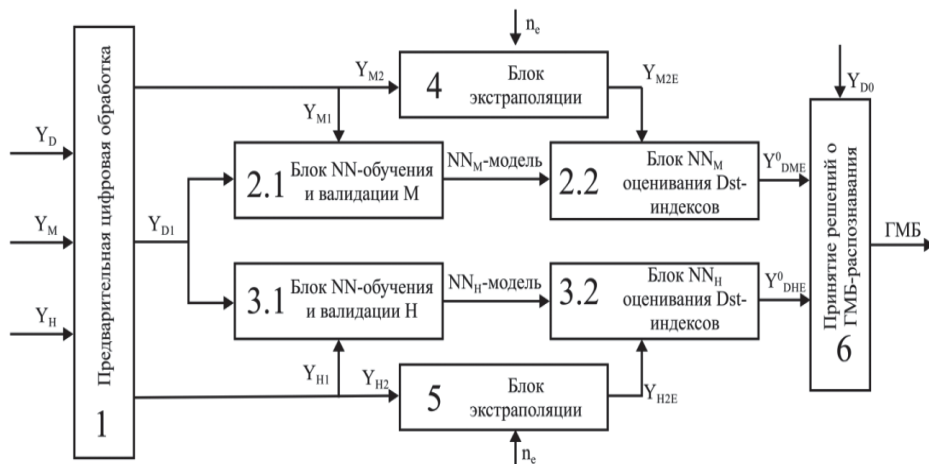 n_e
4 Блок
экстраполяции
Y_M2
Y_M2E
Y_D0
Y_M1
Y_D
Y_M
Y_H
1 Предварительная цифровая обработка
2.1 Блок NN-обучения
и валидации М
NN_M-модель
2.2 Блок NN_M
оценивания Dst-
индексов
Y^0_DME
Y_D1
ГМБ
3.1 Блок NN-обучения
и валидации Н
NN_H-модель
3.2 Блок NN_H
оценивания Dst-
индексов
Y^0_DHE
6 Принятие решений о
ГМБ-распознавания
Y_H1
Y_H2
5 Блок
экстраполяции
Y_H2E
n_e